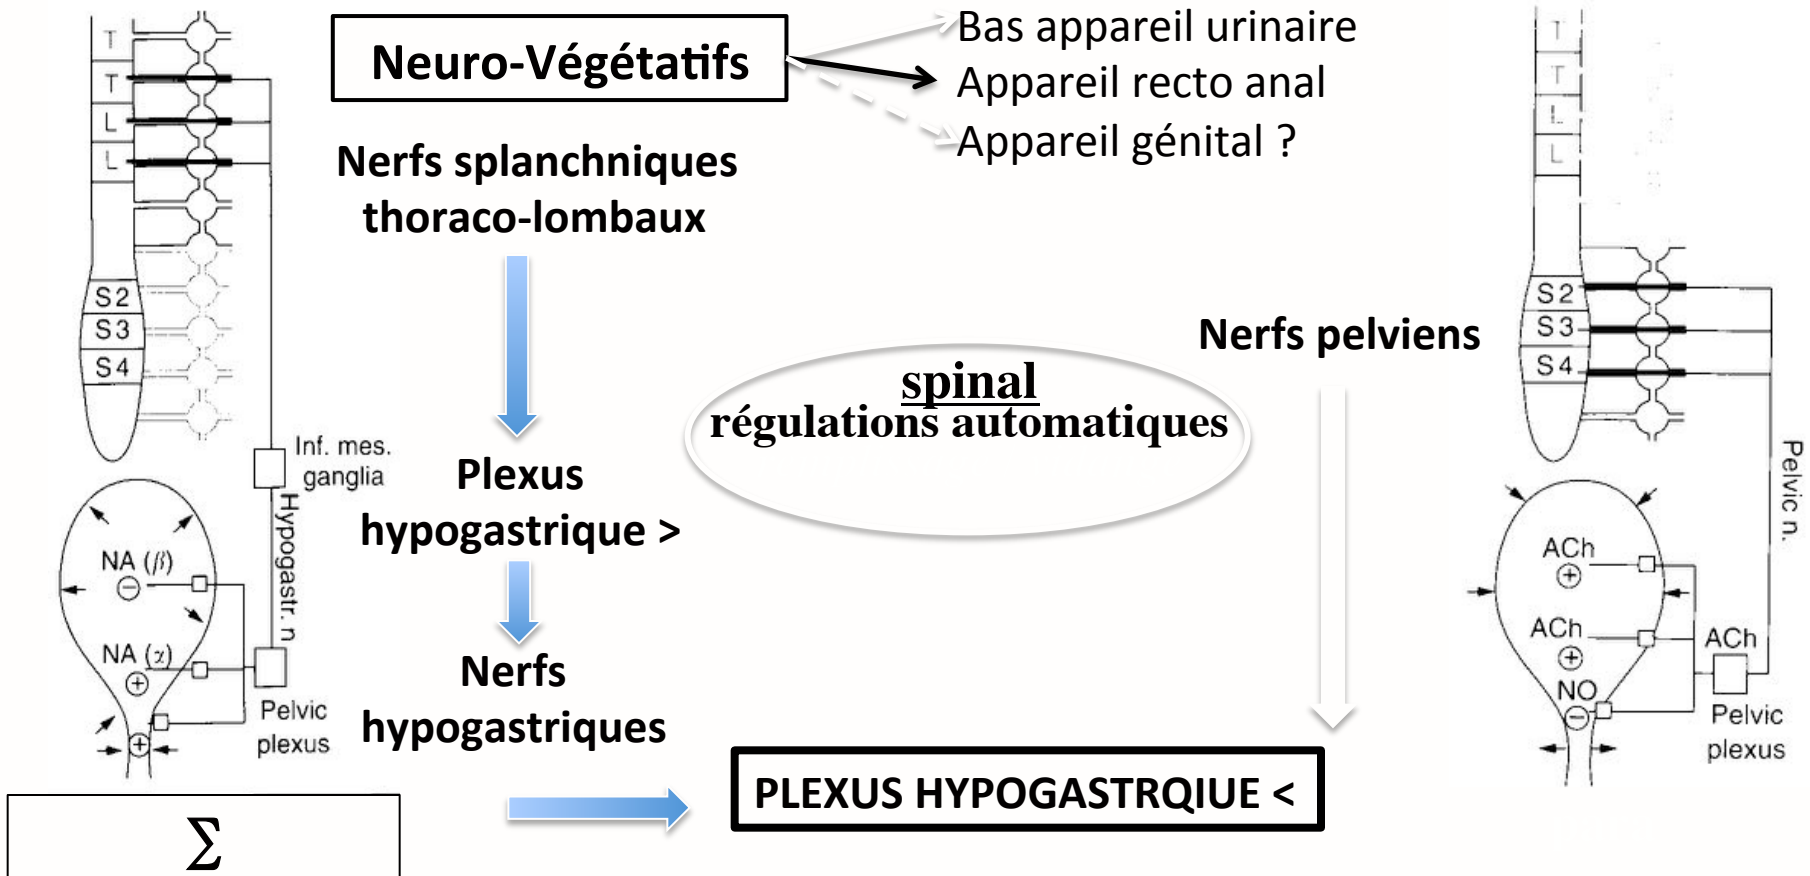 T
T
L
L
S2
S3
S4
Inf. mes.
ganglia
Hypogastr. n
NA (β)
−
NA (α)
+
+
Pelvic
plexus
Σ
Neuro-Végétatifs
Bas appareil urinaire
Appareil recto anal
Appareil génital ?
Nerfs splanchniques
thoraco-lombaux
Plexus
hypogastrique >
Nerfs
hypogastriques
spinal
régulations automatiques
Nerfs pelviens
PLEXUS HYPOGASTRQIUE <
T
T
L
L
S2
S3
S4
Pelvic n.
ACh
+
ACh
+
ACh
NO
−
Pelvic
plexus